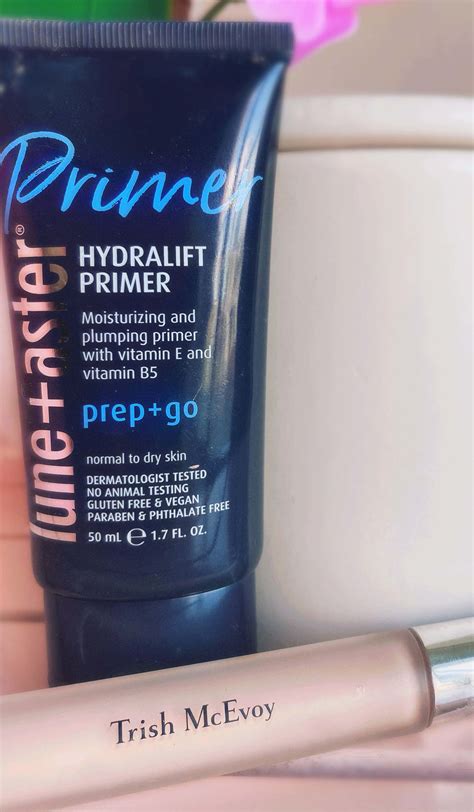 Primer
lune+aster®
HYDRALIFT
PRIMER
Moisturizing and
plumping primer
with vitamin E and
vitamin B5
prep+go
normal to dry skin
DERMATOLOGIST TESTED
NO ANIMAL TESTING
GLUTEN FREE & VEGAN
PARABEN & PHTHALATE FREE
50 mL ℮ 1.7 FL. OZ.
Trish McEvoy